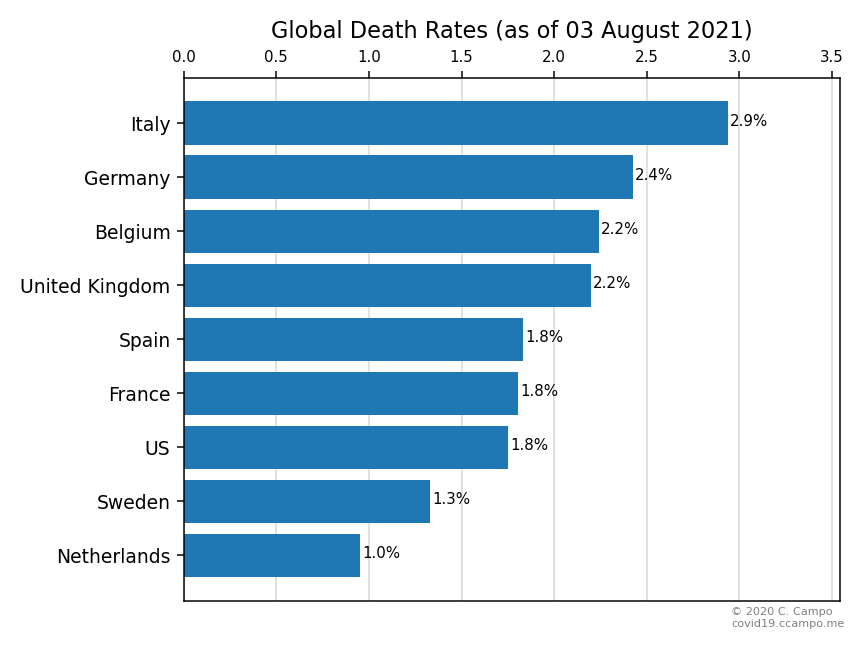 Global Death Rates (as of 03 August 2021)
0.0 0.5 1.0 1.5 2.0 2.5 3.0 3.5
Italy 2.9%
Germany 2.4%
Belgium 2.2%
United Kingdom 2.2%
Spain 1.8%
France 1.8%
US 1.8%
Sweden 1.3%
Netherlands 1.0%
© 2020 C. Campo
covid19.ccampo.me